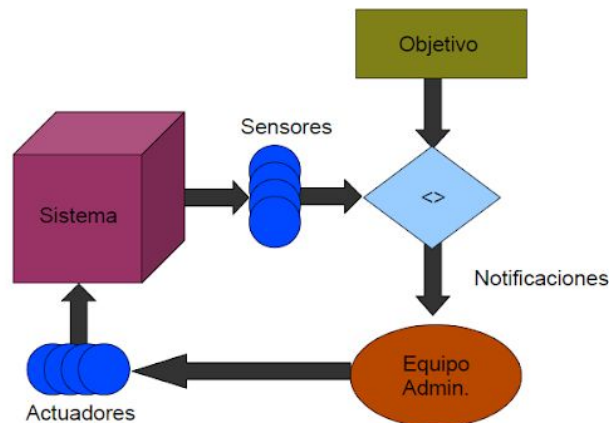 Objetivo
Sensores
Sistema
<>
Notificaciones
Equipo
Admin.
Actuadores